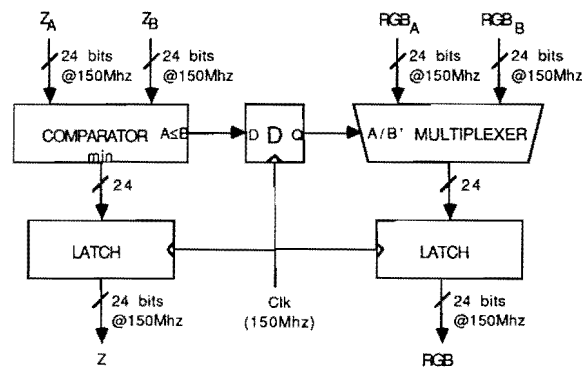 Z_A
Z_B
RGB_A
RGB_B
24 bits
@150Mhz
24 bits
@150Mhz
24 bits
@150Mhz
24 bits
@150Mhz
COMPARATOR
A≤B
min
D D Q
A/B' MULTIPLEXER
24
24
LATCH
LATCH
24 bits
@150Mhz
Clk
(150Mhz)
24 bits
@150Mhz
Z
RGB